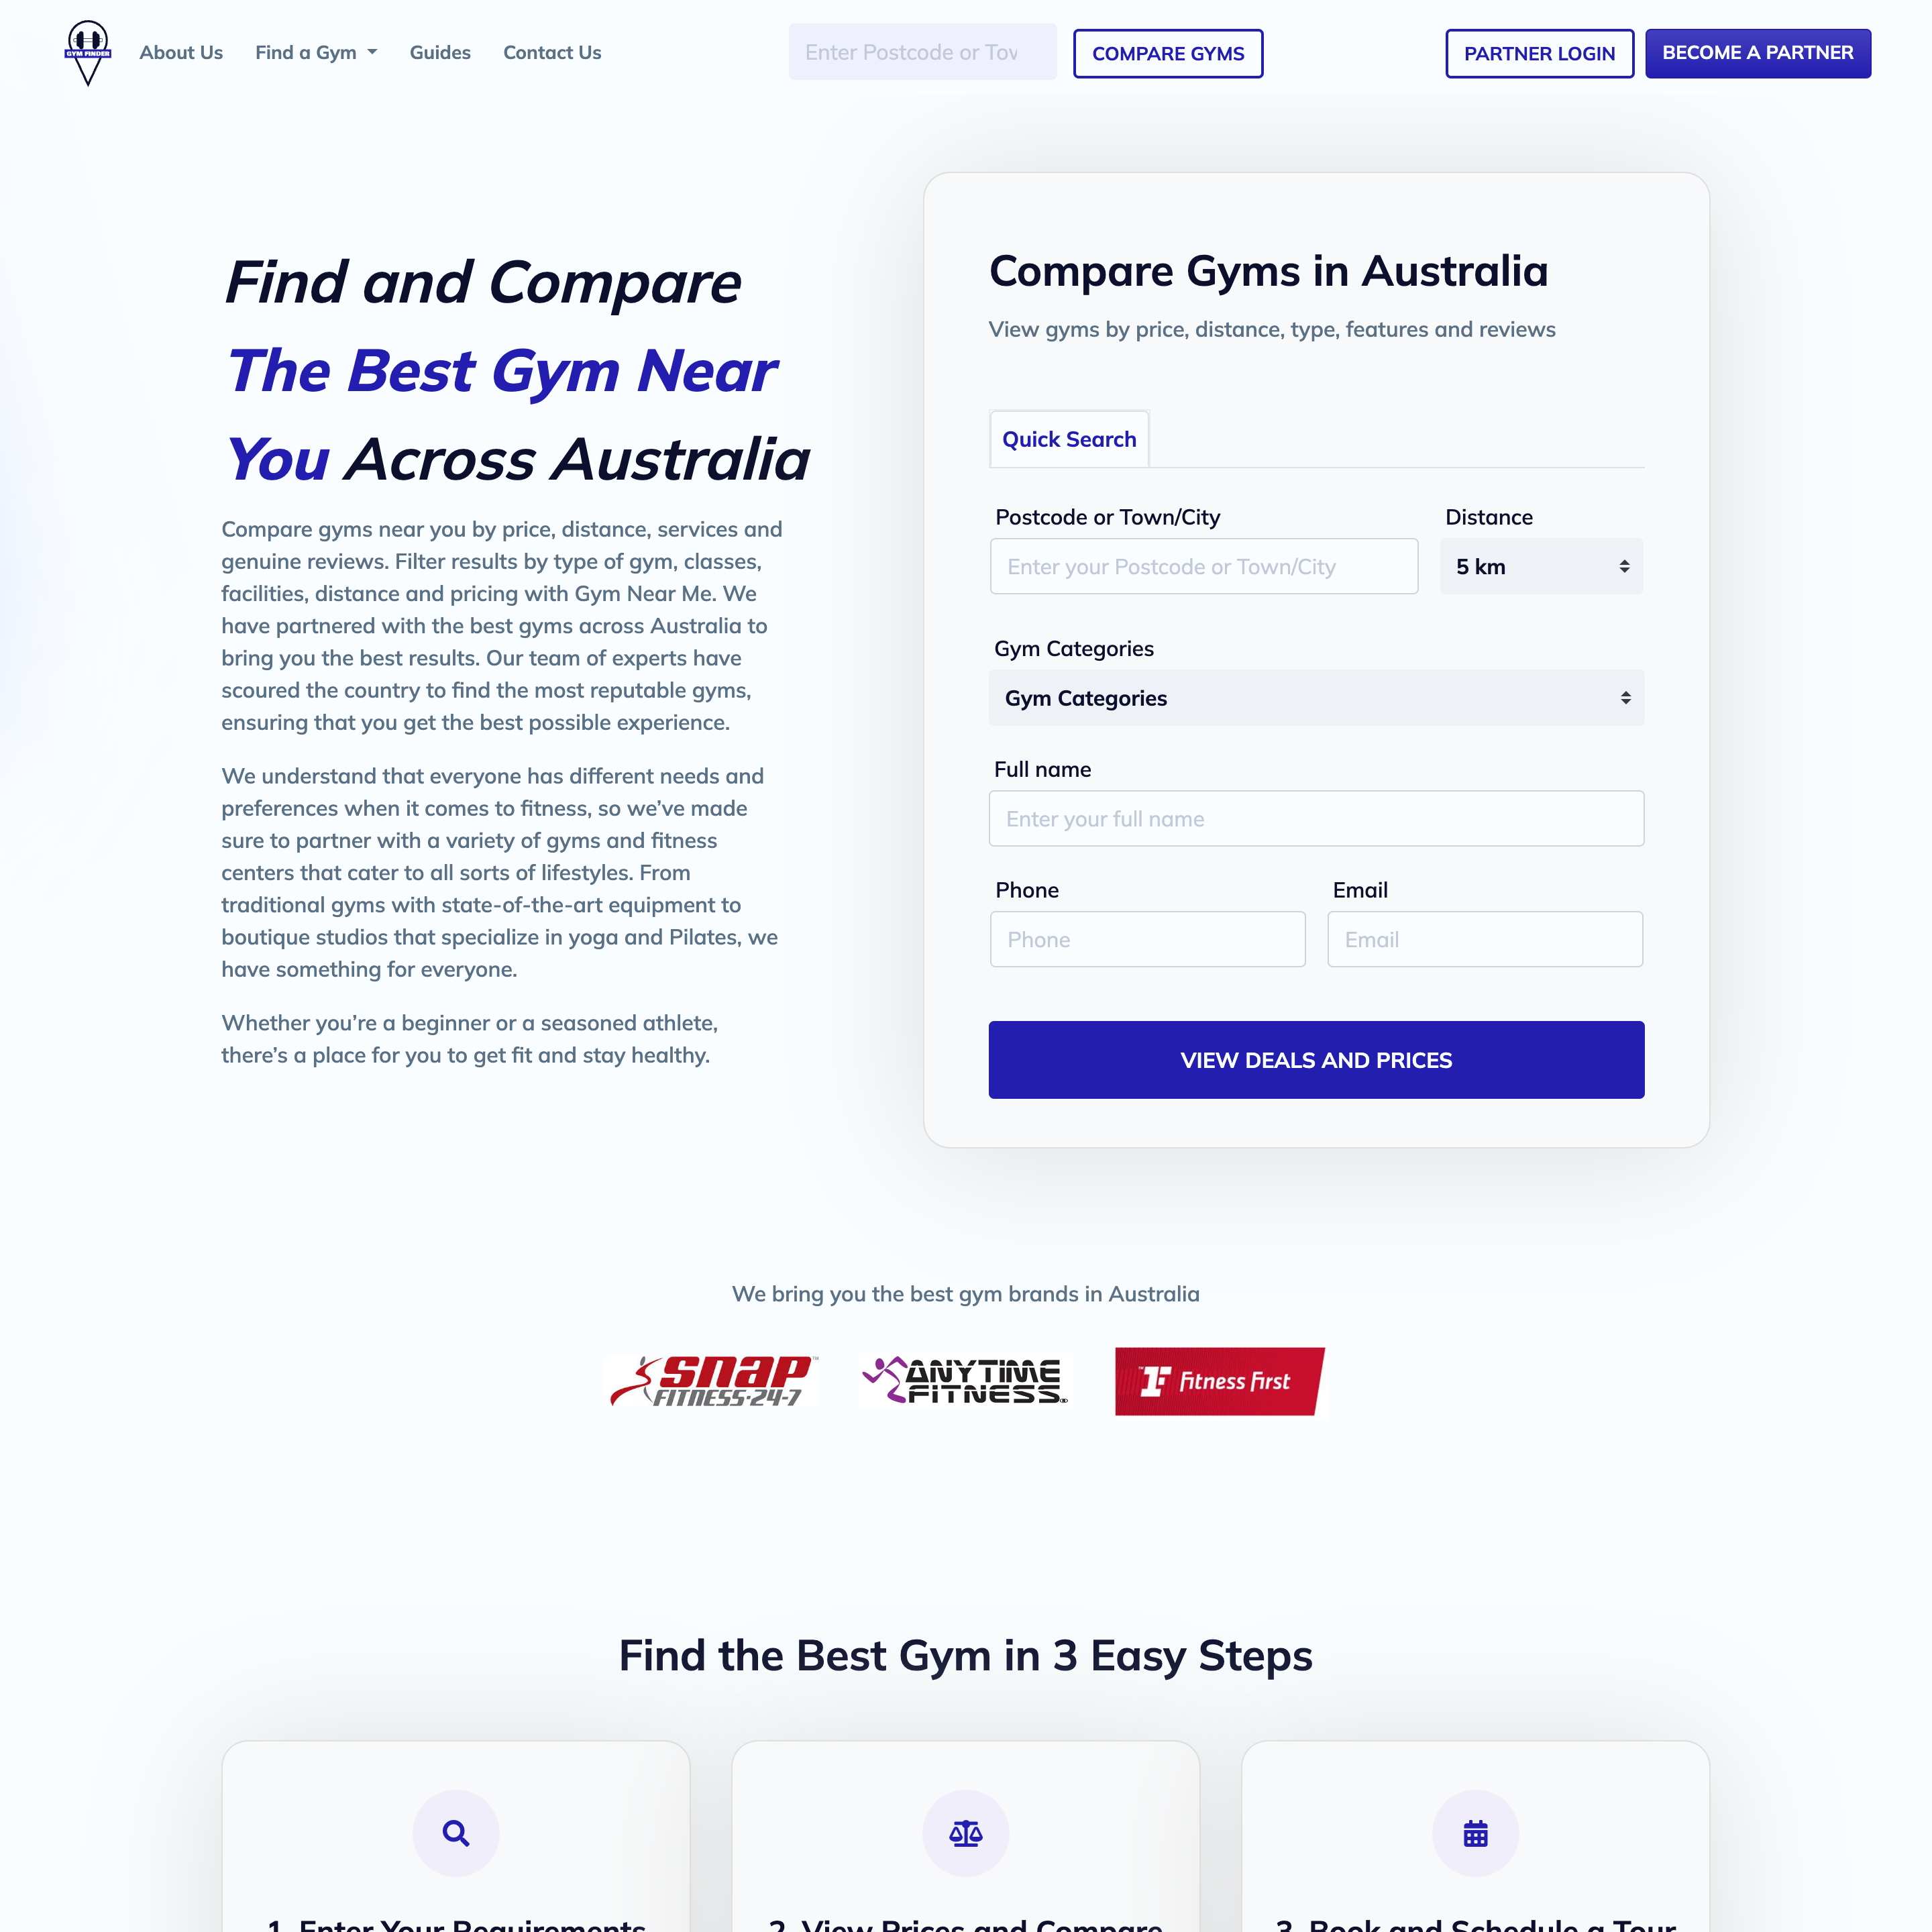 GYM FINDER
About Us
Find a Gym
Guides
Contact Us
Enter Postcode or Tov
COMPARE GYMS
PARTNER LOGIN
BECOME A PARTNER
Find and Compare
The Best Gym Near
You Across Australia
Compare gyms near you by price, distance, services and
genuine reviews. Filter results by type of gym, classes,
facilities, distance and pricing with Gym Near Me. We
have partnered with the best gyms across Australia to
bring you the best results. Our team of experts have
scoured the country to find the most reputable gyms,
ensuring that you get the best possible experience.
We understand that everyone has different needs and
preferences when it comes to fitness, so we've made
sure to partner with a variety of gyms and fitness
centers that cater to all sorts of lifestyles. From
traditional gyms with state-of-the-art equipment to
boutique studios that specialize in yoga and Pilates, we
have something for everyone.
Whether you're a beginner or a seasoned athlete,
there's a place for you to get fit and stay healthy.
Compare Gyms in Australia
View gyms by price, distance, type, features and reviews
Quick Search
Postcode or Town/City
Distance
Enter your Postcode or Town/City
5 km
Gym Categories
Gym Categories
Full name
Enter your full name
Phone
Email
Phone
Email
VIEW DEALS AND PRICES
We bring you the best gym brands in Australia
snap™
FITNESS·24-7
ANYTIME
FITNESS®
™ Fitness First
Find the Best Gym in 3 Easy Steps
1. Enter Your Requirements
2. View Prices and Compare
3. Book and Schedule a Tour